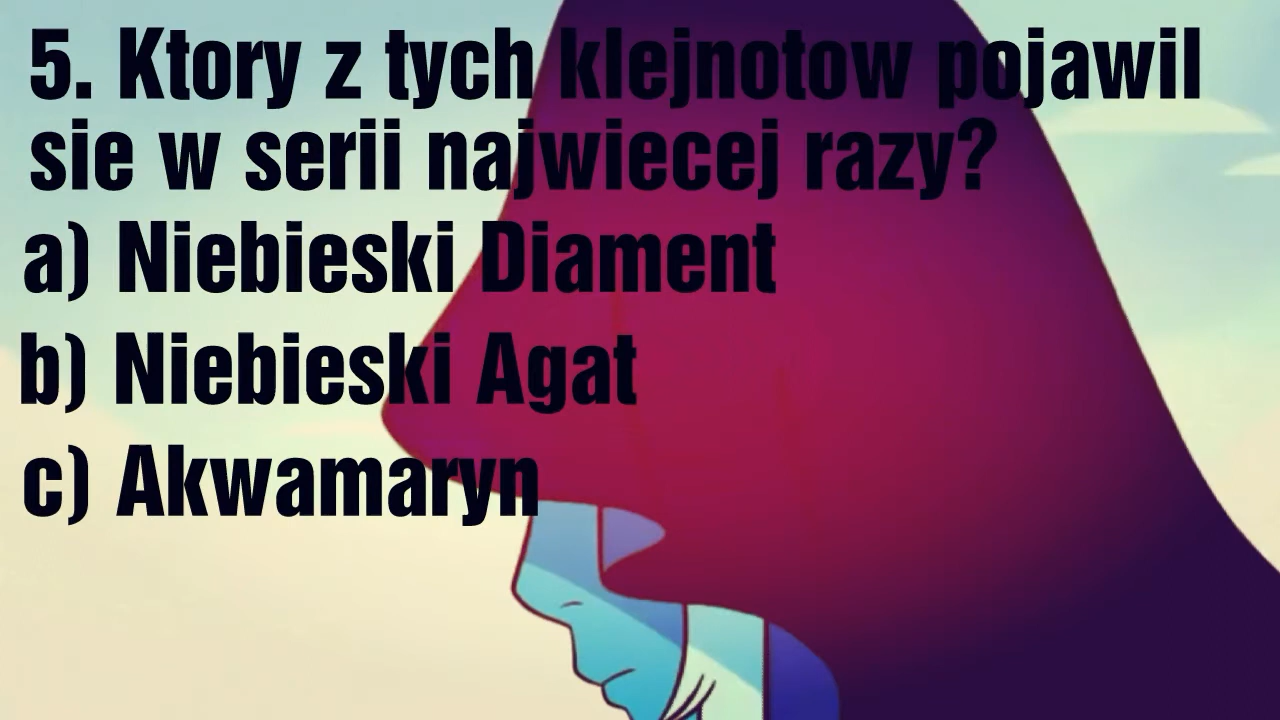 5. Ktory z tych klejnotow pojawil
sie w serii najwiecej razy?
a) Niebieski Diament
b) Niebieski Agat
c) Akwamaryn